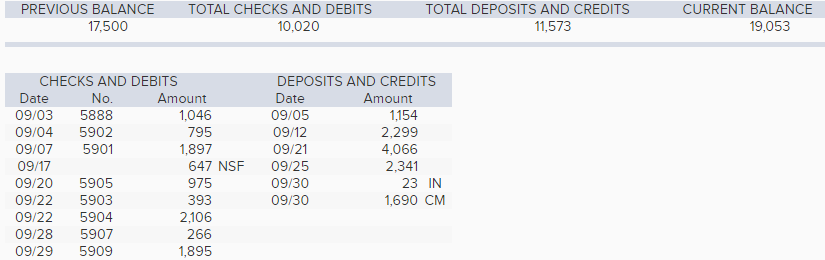 PREVIOUS BALANCE TOTAL CHECKS AND DEBITS TOTAL DEPOSITS AND CREDITS CURRENT BALANCE
17,500 10,020 11,573 19,053
CHECKS AND DEBITS DEPOSITS AND CREDITS
Date No. Amount Date Amount
09/03 5888 1,046 09/05 1,154
09/04 5902 795 09/12 2,299
09/07 5901 1,897 09/21 4,066
09/17 647 NSF 09/25 2,341
09/20 5905 975 09/30 23 IN
09/22 5903 393 09/30 1,690 CM
09/22 5904 2,106
09/28 5907 266
09/29 5909 1,895